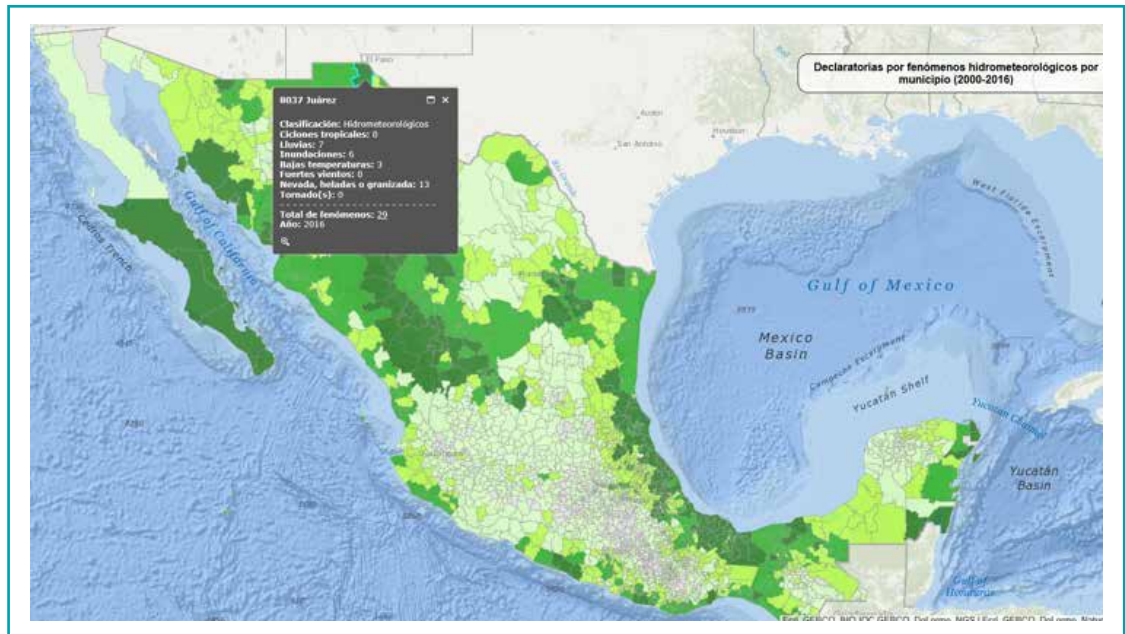 Declaratorias por fenómenos hidrometeorológicos por
municipio (2000-2016)
El Paso
8037 Juárez
Clasificación: Hidrometeorológicos
Ciclones tropicales: 0
Lluvias: 7
Inundaciones: 6
Bajas temperaturas: 3
Fuertes vientos: 0
Nevada, heladas o granizada: 13
Tornado(s): 0
Total de fenómenos: 29
Año: 2016
Austin
Houston
San Antonio
Gulf of California
Cedros Trench
West Florida Escarpment
Gulf of Mexico
Mexico
Basin
Campeche Escarpment
Yucatán Shelf
Yucatan Channel
Yucatán
Basin
Gulf of
Honduras